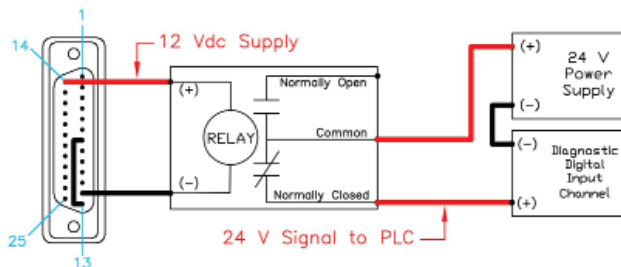 1
14
12 Vdc Supply
(+)
RELAY
(-)
Normally Open
Common
Normally Closed
(+)
24 V
Power
Supply
(-)
(-)
Diagnostic
Digital
Input
Channel
(+)
25
13
24 V Signal to PLC